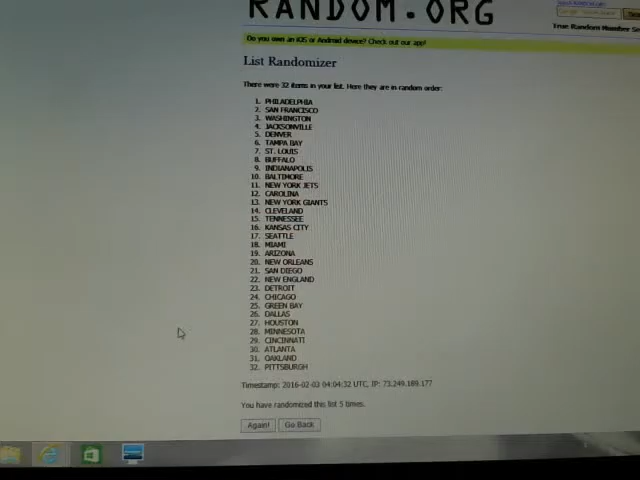 RANDOM.ORG
True Random Number Se
Do you own an iOS or Android device? Check out our app!
List Randomizer
There were 32 items in your list. Here they are in random order:
1. PHILADELPHIA
2. SAN FRANCISCO
3. WASHINGTON
4. JACKSONVILLE
5. DENVER
6. TAMPA BAY
7. ST. LOUIS
8. BUFFALO
9. INDIANAPOLIS
10. BALTIMORE
11. NEW YORK JETS
12. CAROLINA
13. NEW YORK GIANTS
14. CLEVELAND
15. TENNESSEE
16. KANSAS CITY
17. SEATTLE
18. MIAMI
19. ARIZONA
20. NEW ORLEANS
21. SAN DIEGO
22. NEW ENGLAND
23. DETROIT
24. CHICAGO
25. GREEN BAY
26. DALLAS
27. HOUSTON
28. MINNESOTA
29. CINCINNATI
30. ATLANTA
31. OAKLAND
32. PITTSBURGH
Timestamp: 2016-02-03 04:04:32 UTC, IP: 73.249.189.177
You have randomized this list 5 times.
Again! Go Back